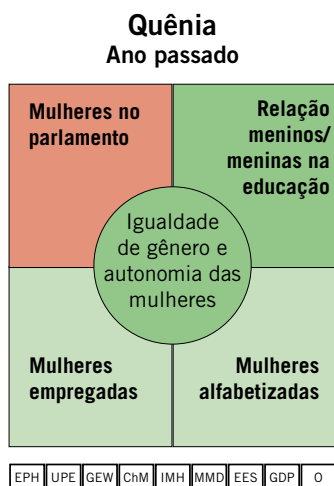 Quênia
Ano passado
Mulheres no
parlamento
Relação
meninos/
meninas na
educação
Igualdade
de gênero e
autonomia das
mulheres
Mulheres
empregadas
Mulheres
alfabetizadas
EPH UPE GEW ChM IMH MMD EES GDP O